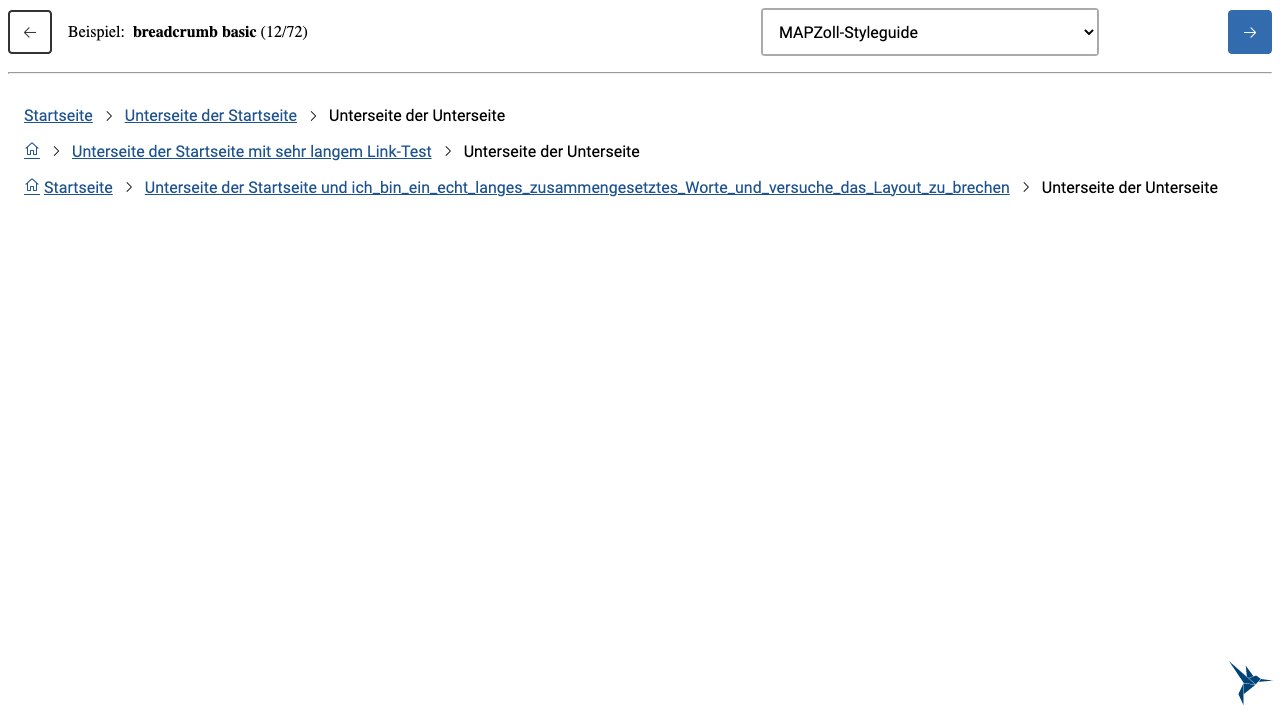 Beispiel: breadcrumb basic (12/72)
MAPZoll-Styleguide
Startseite > Unterseite der Startseite > Unterseite der Unterseite
> Unterseite der Startseite mit sehr langem Link-Test > Unterseite der Unterseite
Startseite > Unterseite der Startseite und ich_bin_ein_echt_langes_zusammengesetztes_Worte_und_versuche_das_Layout_zu_brechen > Unterseite der Unterseite